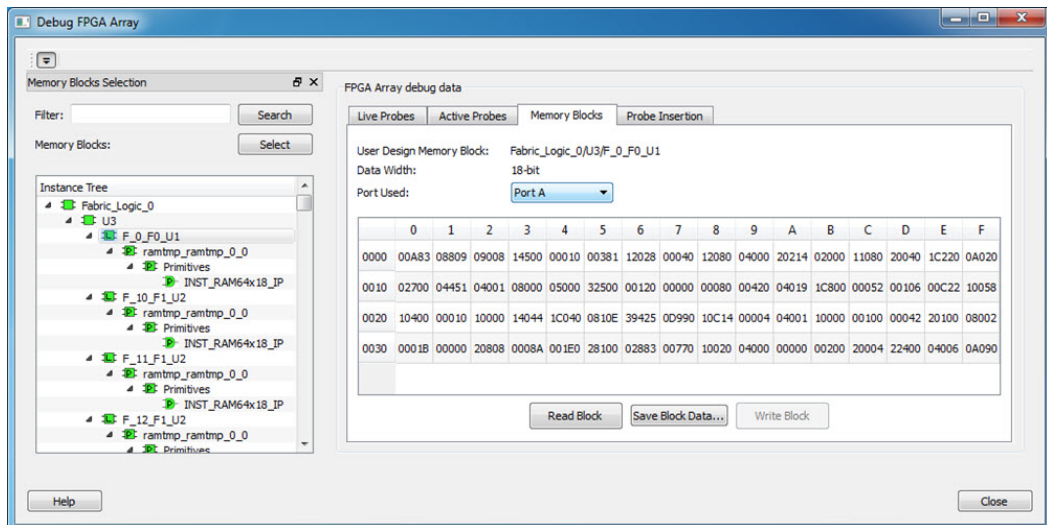 Debug FPGA Array
Memory Blocks Selection
Filter:
Search
Memory Blocks:
Select
Instance Tree
Fabric_Logic_0
U3
F_0_F0_U1
ramtmp_ramtmp_0_0
Primitives
INST_RAM64x18_IP
F_10_F1_U2
ramtmp_ramtmp_0_0
Primitives
INST_RAM64x18_IP
F_11_F1_U2
ramtmp_ramtmp_0_0
Primitives
INST_RAM64x18_IP
F_12_F1_U2
ramtmp_ramtmp_0_0
Primitives
FPGA Array debug data
Live Probes Active Probes Memory Blocks Probe Insertion
User Design Memory Block: Fabric_Logic_0/U3/F_0_F0_U1
Data Width: 18-bit
Port Used: Port A
0 1 2 3 4 5 6 7 8 9 A B C D E F
0000 00A83 08809 09008 14500 00010 00381 12028 00040 12080 04000 20214 02000 11080 20040 1C220 0A020
0010 02700 04451 04001 08000 05000 32500 00120 00000 00080 00420 04019 1C800 00052 00106 00C22 10058
0020 10400 00010 10000 14044 1C040 0810E 39425 0D990 10C14 00004 04001 10000 00100 00042 20100 08002
0030 0001B 00000 20808 0008A 001E0 28100 02883 00770 10020 04000 00000 00200 20004 22400 04006 0A090
Read Block Save Block Data... Write Block
Help
Close